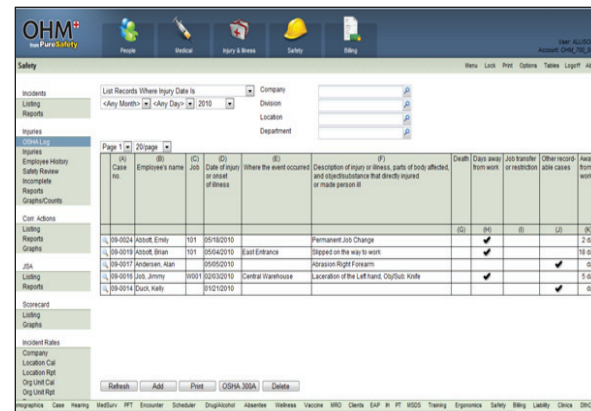 OHM+
from PureSafety
People Medical Injury & Illness Safety Billing
User: ALLISO
Account: OHM_700_S
Safety
Menu Lock Print Options Tables Logoff
Incidents
Listing
Reports
Injuries
OSHA Log
Injuries
Employee History
Safety Review
Incomplete
Reports
Graphs/Counts
Corr. Actions
Listing
Reports
Graphs
JSA
Listing
Reports
Scorecard
Listing
Graphs
Incident Rates
Company
Location Cal
Location Rpt
Org Unit Cal
Org Unit Rpt
List Records Where Injury Date Is
<Any Month> <Any Day> 2010
Company
Division
Location
Department
Page 1 20/page
(A) (B) (C) (D) (E) (F) Death Days away Job transfer Other record- Awa
Case Employee's name Job Date of injury Where the event occurred Description of injury or illness, parts of body affected, from work or restriction able cases from
no. or onset and object/substance that directly injured work
of illness or made person ill
(G) (H) (I) (J) (K
09-0024 Abbott, Emily 101 05/18/2010 Permanent Job Change ✔ 2 d
09-0019 Abbott, Brian 101 05/04/2010 East Entrance Slipped on the way to work ✔ 18 d
09-0017 Andersen, Alan 05/05/2010 Abrasion Right Forearm ✔ d
09-0016 Job, Jimmy W001 02/03/2010 Central Warehouse Laceration of the Left hand, Obj/Sub: Knife ✔ 5 d
09-0014 Duck, Kelly 01/21/2010 ✔ d
Refresh Add Print OSHA 300A Delete
mographics Case Hearing MedSurv PFT Encounter Scheduler Drug/Alcohol Absentee Wellness Vaccine MRO Clients EAP IH PT MSDS Training Ergonomics Safety Billing Liability Clinics